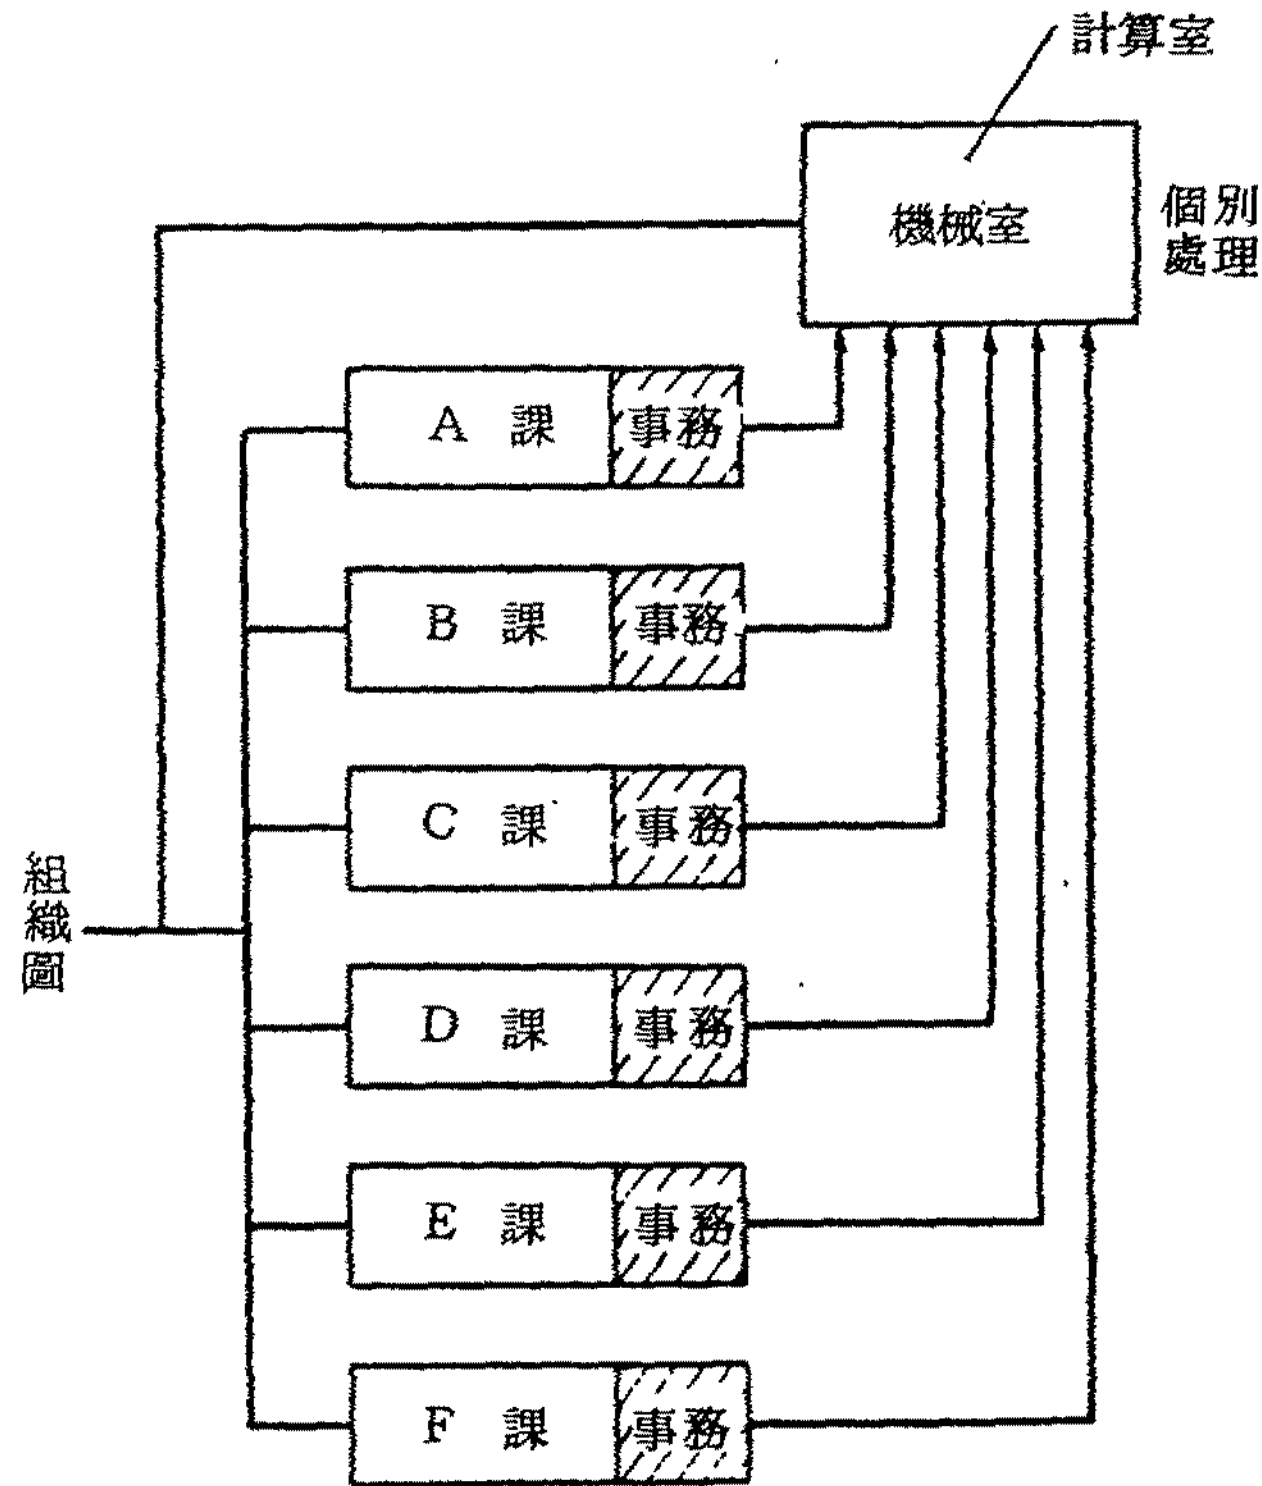 計算室
機械室
個別
處理
A 課 事務
B 課 事務
C 課 事務
D 課 事務
E 課 事務
F 課 事務
組
織
圖